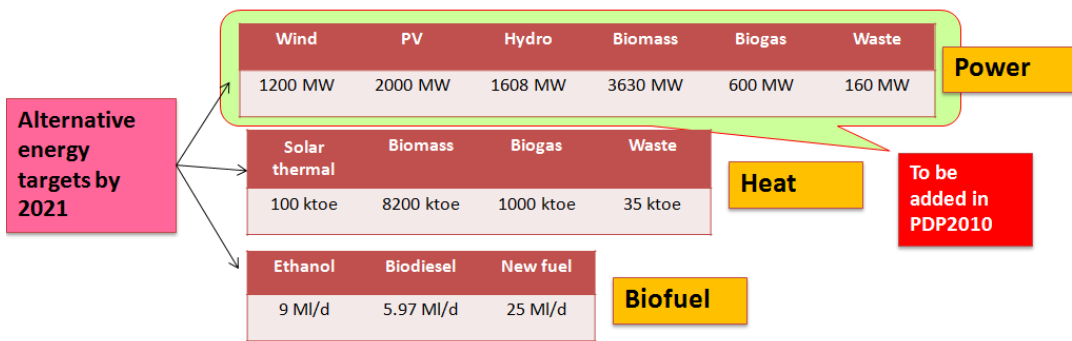 Wind PV Hydro Biomass Biogas Waste
1200 MW 2000 MW 1608 MW 3630 MW 600 MW 160 MW
Power
Alternative
energy
targets by
2021
Solar
thermal
Biomass Biogas Waste
100 ktoe 8200 ktoe 1000 ktoe 35 ktoe
Heat
To be
added in
PDP2010
Ethanol Biodiesel New fuel
9 Ml/d 5.97 Ml/d 25 Ml/d
Biofuel